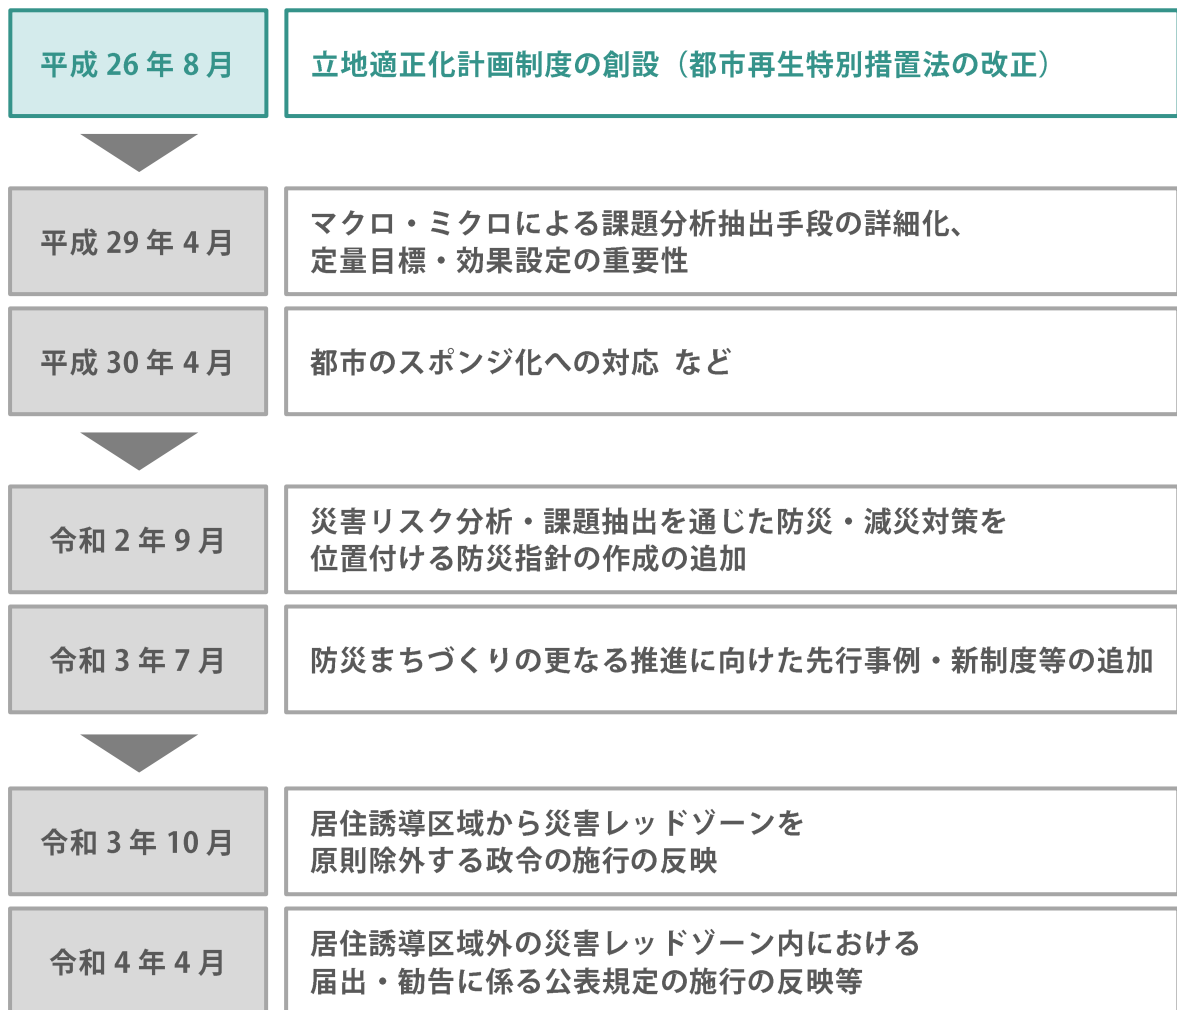 平成 26 年 8 月
立地適正化計画制度の創設（都市再生特別措置法の改正）
平成 29 年 4 月
マクロ・ミクロによる課題分析抽出手段の詳細化、
定量目標・効果設定の重要性
平成 30 年 4 月
都市のスポンジ化への対応 など
令和 2 年 9 月
災害リスク分析・課題抽出を通じた防災・減災対策を
位置付ける防災指針の作成の追加
令和 3 年 7 月
防災まちづくりの更なる推進に向けた先行事例・新制度等の追加
令和 3 年 10 月
居住誘導区域から災害レッドゾーンを
原則除外する政令の施行の反映
令和 4 年 4 月
居住誘導区域外の災害レッドゾーン内における
届出・勧告に係る公表規定の施行の反映等